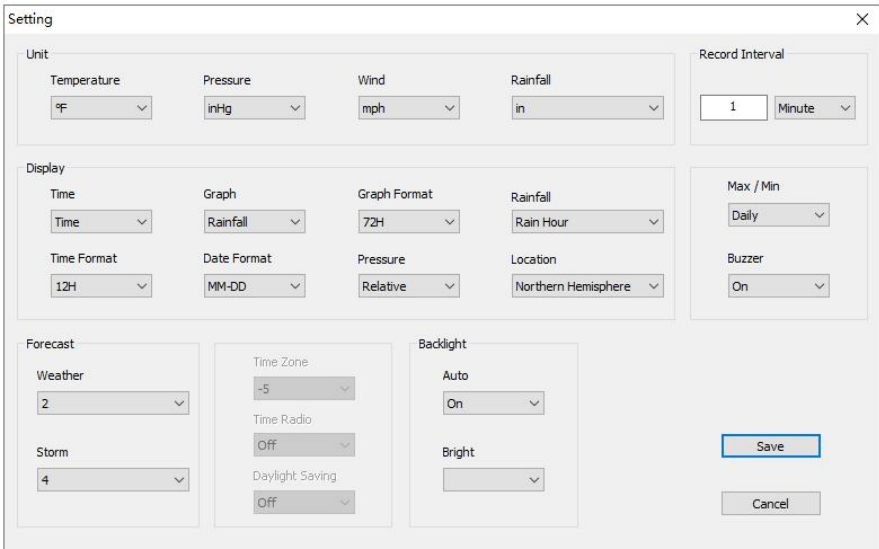 Setting
Unit
Record Interval
Temperature Pressure Wind Rainfall
°F inHg mph in
1 Minute
Display
Time Graph Graph Format Rainfall
Max / Min
Time Rainfall 72H Rain Hour
Daily
Time Format Date Format Pressure Location
Buzzer
12H MM-DD Relative Northern Hemisphere
On
Forecast
Backlight
Weather
Time Zone
Auto
2
-5
On
Time Radio
Storm
Off
Bright
Save
4
Daylight Saving
Off
Cancel